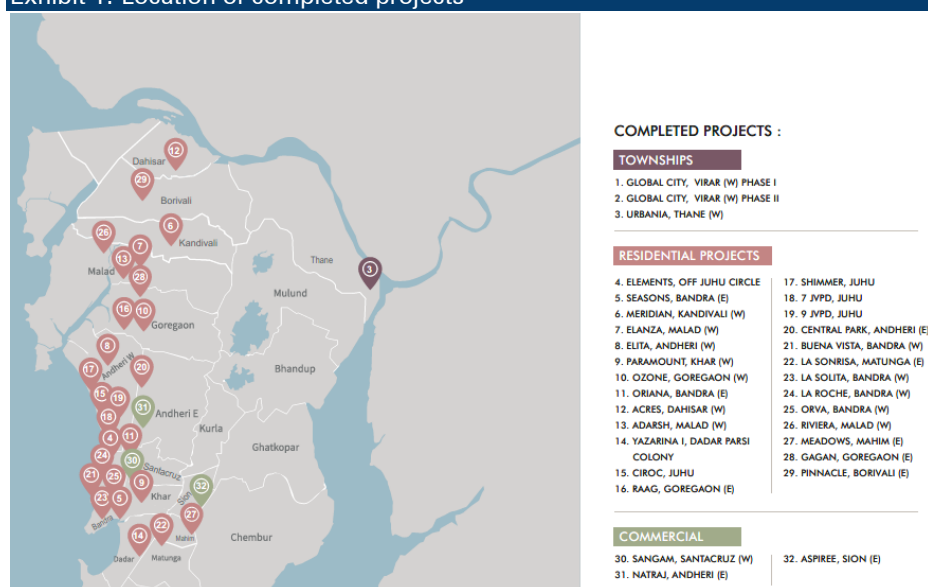 Exhibit 1: Location of completed projects
12
Dahisar
29
Borivali
6
26
Kandivali
7
13
Malad
28
Thane
3
Mulund
16
10
Goregaon
8
Andheri W
17
20
Bhandup
15
19
31
18
Andheri E
4
11
Kurla
24
Ghatkopar
30
Santacruz
21
25
9
32
23
5
Khar
Sion
Bandra
27
22
Mahim
14
Chembur
Dadar
Matunga
COMPLETED PROJECTS :
TOWNSHIPS
1. GLOBAL CITY, VIRAR (W) PHASE I
2. GLOBAL CITY, VIRAR (W) PHASE II
3. URBANIA, THANE (W)
RESIDENTIAL PROJECTS
4. ELEMENTS, OFF JUHU CIRCLE
5. SEASONS, BANDRA (E)
6. MERIDIAN, KANDIVALI (W)
7. ELANZA, MALAD (W)
8. ELITA, ANDHERI (W)
9. PARAMOUNT, KHAR (W)
10. OZONE, GOREGAON (W)
11. ORIANA, BANDRA (E)
12. ACRES, DAHISAR (W)
13. ADARSH, MALAD (W)
14. YAZARINA I, DADAR PARSI
COLONY
15. CIROC, JUHU
16. RAAG, GOREGAON (E)
17. SHIMMER, JUHU
18. 7 JVPD, JUHU
19. 9 JVPD, JUHU
20. CENTRAL PARK, ANDHERI (E)
21. BUENA VISTA, BANDRA (W)
22. LA SONRISA, MATUNGA (E)
23. LA SOLITA, BANDRA (W)
24. LA ROCHE, BANDRA (W)
25. ORVA, BANDRA (W)
26. RIVIERA, MALAD (W)
27. MEADOWS, MAHIM (E)
28. GAGAN, GOREGAON (E)
29. PINNACLE, BORIVALI (E)
COMMERCIAL
30. SANGAM, SANTACRUZ (W)
31. NATRAJ, ANDHERI (E)
32. ASPIREE, SION (E)